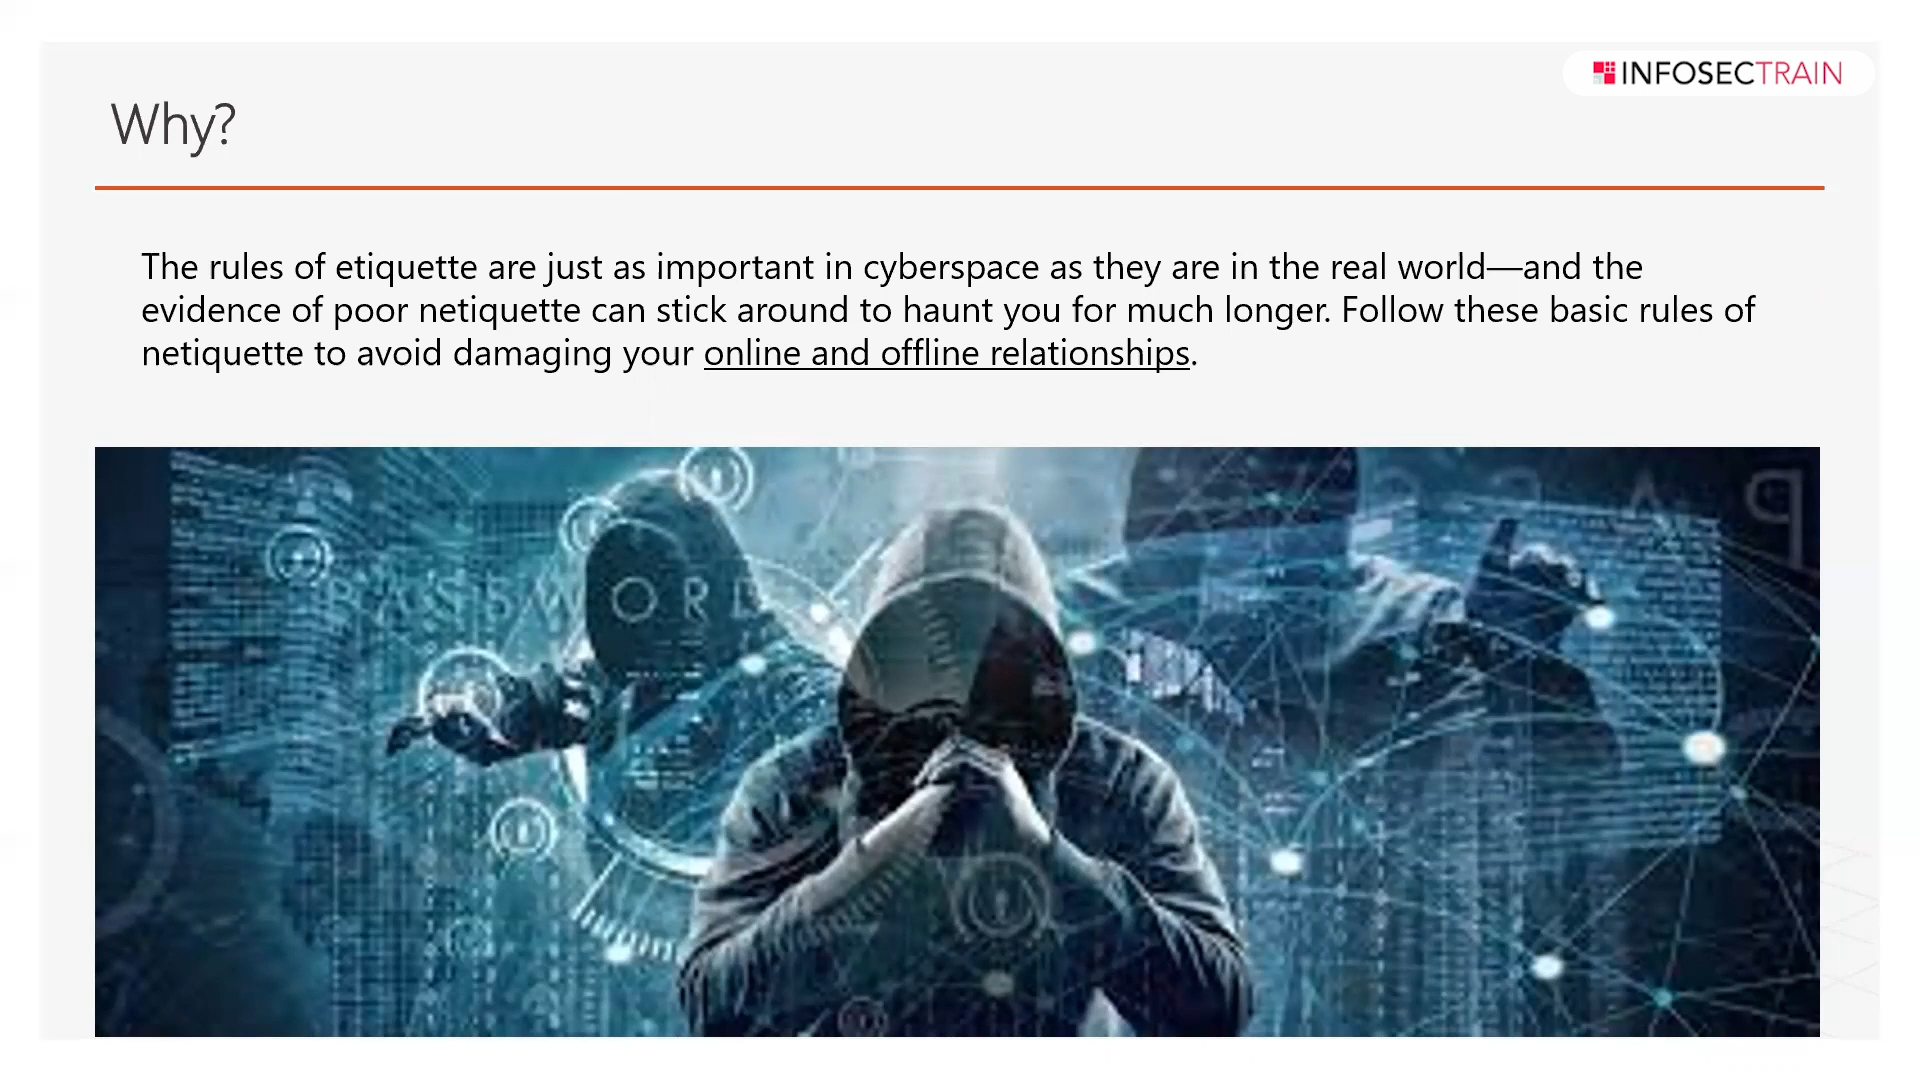 INFOSECTRAIN
Why?
The rules of etiquette are just as important in cyberspace as they are in the real world—and the
evidence of poor netiquette can stick around to haunt you for much longer. Follow these basic rules of
netiquette to avoid damaging your online and offline relationships.
PASSWORD